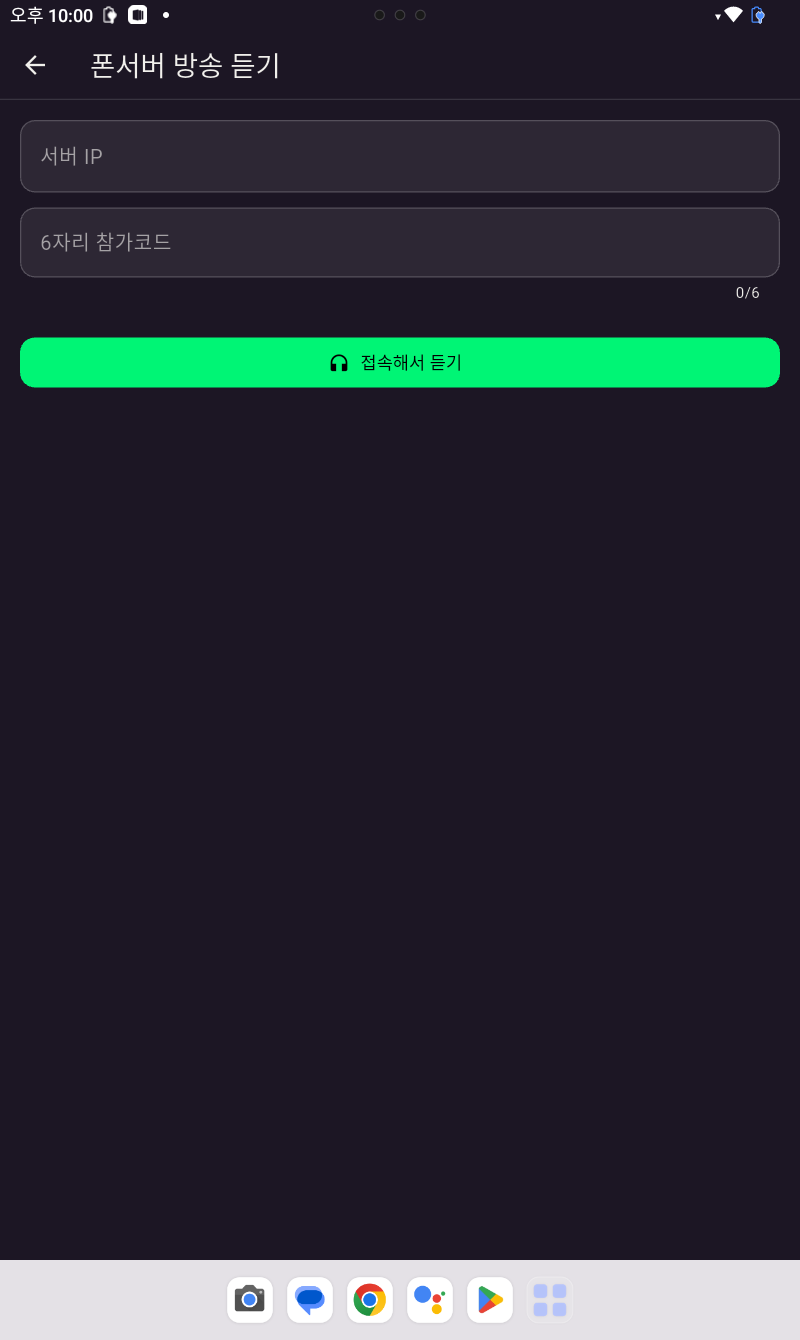 오후 10:00
폰서버 방송 듣기
서버 IP
6자리 참가코드
0/6
접속해서 듣기